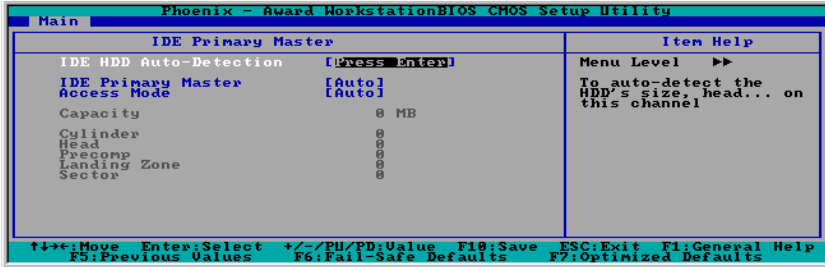 Phoenix - Award WorkstationBIOS CMOS Setup Utility
Main
IDE Primary Master
Item Help
IDE HDD Auto-Detection [Press Enter]
IDE Primary Master [Auto]
Access Mode [Auto]
Capacity 0 MB
Cylinder 0
Head 0
Precomp 0
Landing Zone 0
Sector 0
Menu Level ▶▶
To auto-detect the
HDD's size, head... on
this channel
↑↓→←:Move Enter:Select +/-/PU/PD:Value F10:Save ESC:Exit F1:General Help
F5:Previous Values F6:Fail-Safe Defaults F7:Optimized Defaults